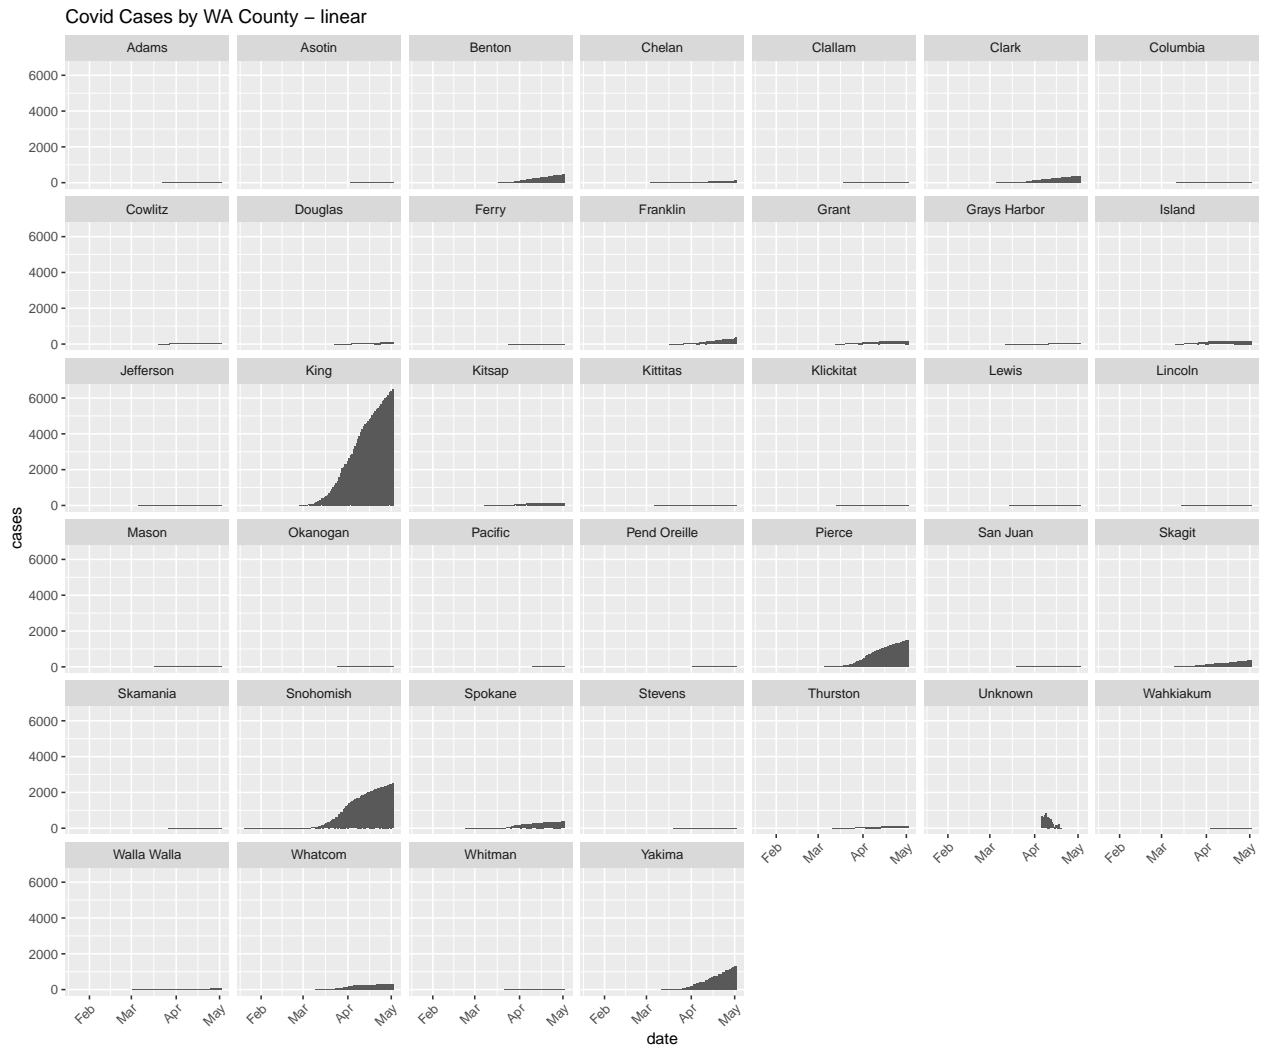 Covid Cases by WA County – linear
Adams Asotin Benton Chelan Clallam Clark Columbia
6000
4000
2000
0
Cowlitz Douglas Ferry Franklin Grant Grays Harbor Island
6000
4000
2000
0
Jefferson King Kitsap Kittitas Klickitat Lewis Lincoln
6000
4000
2000
0
cases
Mason Okanogan Pacific Pend Oreille Pierce San Juan Skagit
6000
4000
2000
0
Skamania Snohomish Spokane Stevens Thurston Unknown Wahkiakum
6000
4000
2000
0
Feb Mar Apr May Feb Mar Apr May Feb Mar Apr May
Walla Walla Whatcom Whitman Yakima
6000
4000
2000
0
Feb Mar Apr May Feb Mar Apr May Feb Mar Apr May Feb Mar Apr May
date